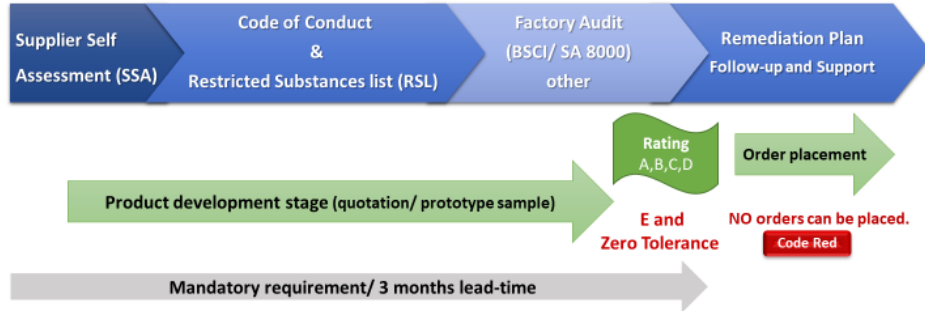 Supplier Self
Assessment (SSA)
Code of Conduct
&
Restricted Substances list (RSL)
Factory Audit
(BSCI/ SA 8000)
other
Remediation Plan
Follow-up and Support
Rating
A,B,C,D
Order placement
Product development stage (quotation/ prototype sample)
E and
Zero Tolerance
NO orders can be placed.
Code Red
Mandatory requirement/ 3 months lead-time